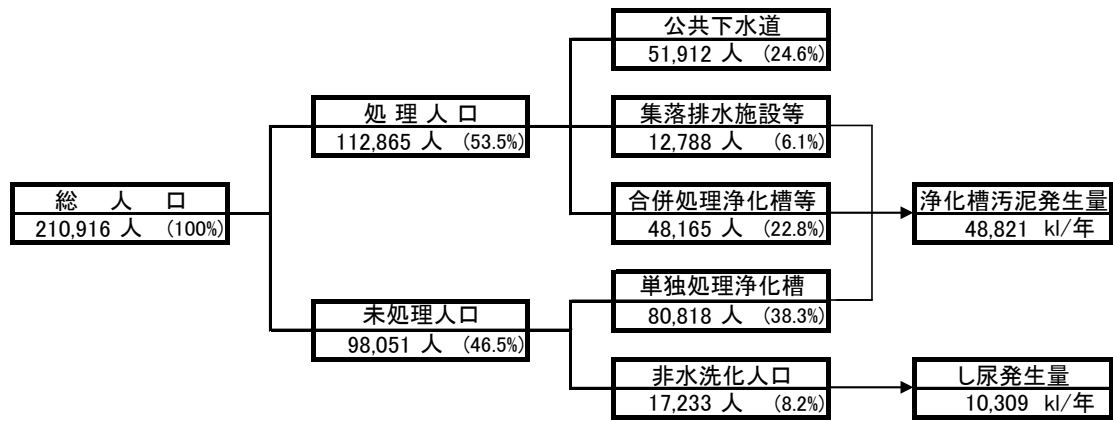 公共下水道
51,912 人 (24.6%)
処 理 人 口
112,865 人 (53.5%)
集落排水施設等
12,788 人 (6.1%)
総 人 口
210,916 人 (100%)
合併処理浄化槽等
48,165 人 (22.8%)
浄化槽汚泥発生量
48,821 kl/年
単独処理浄化槽
80,818 人 (38.3%)
未処理人口
98,051 人 (46.5%)
非水洗化人口
17,233 人 (8.2%)
し尿発生量
10,309 kl/年